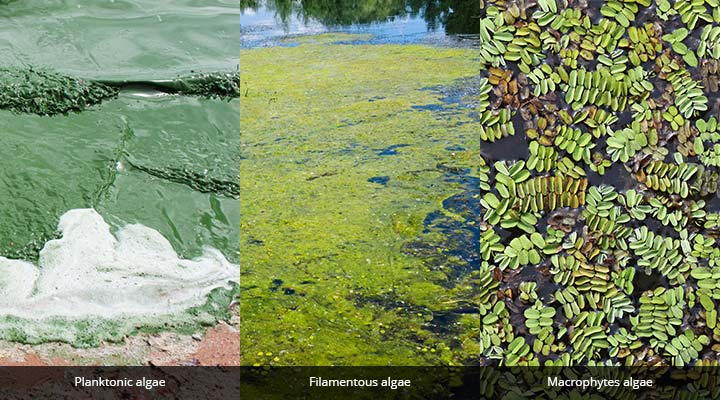 Planktonic algae
Filamentous algae
Macrophytes algae